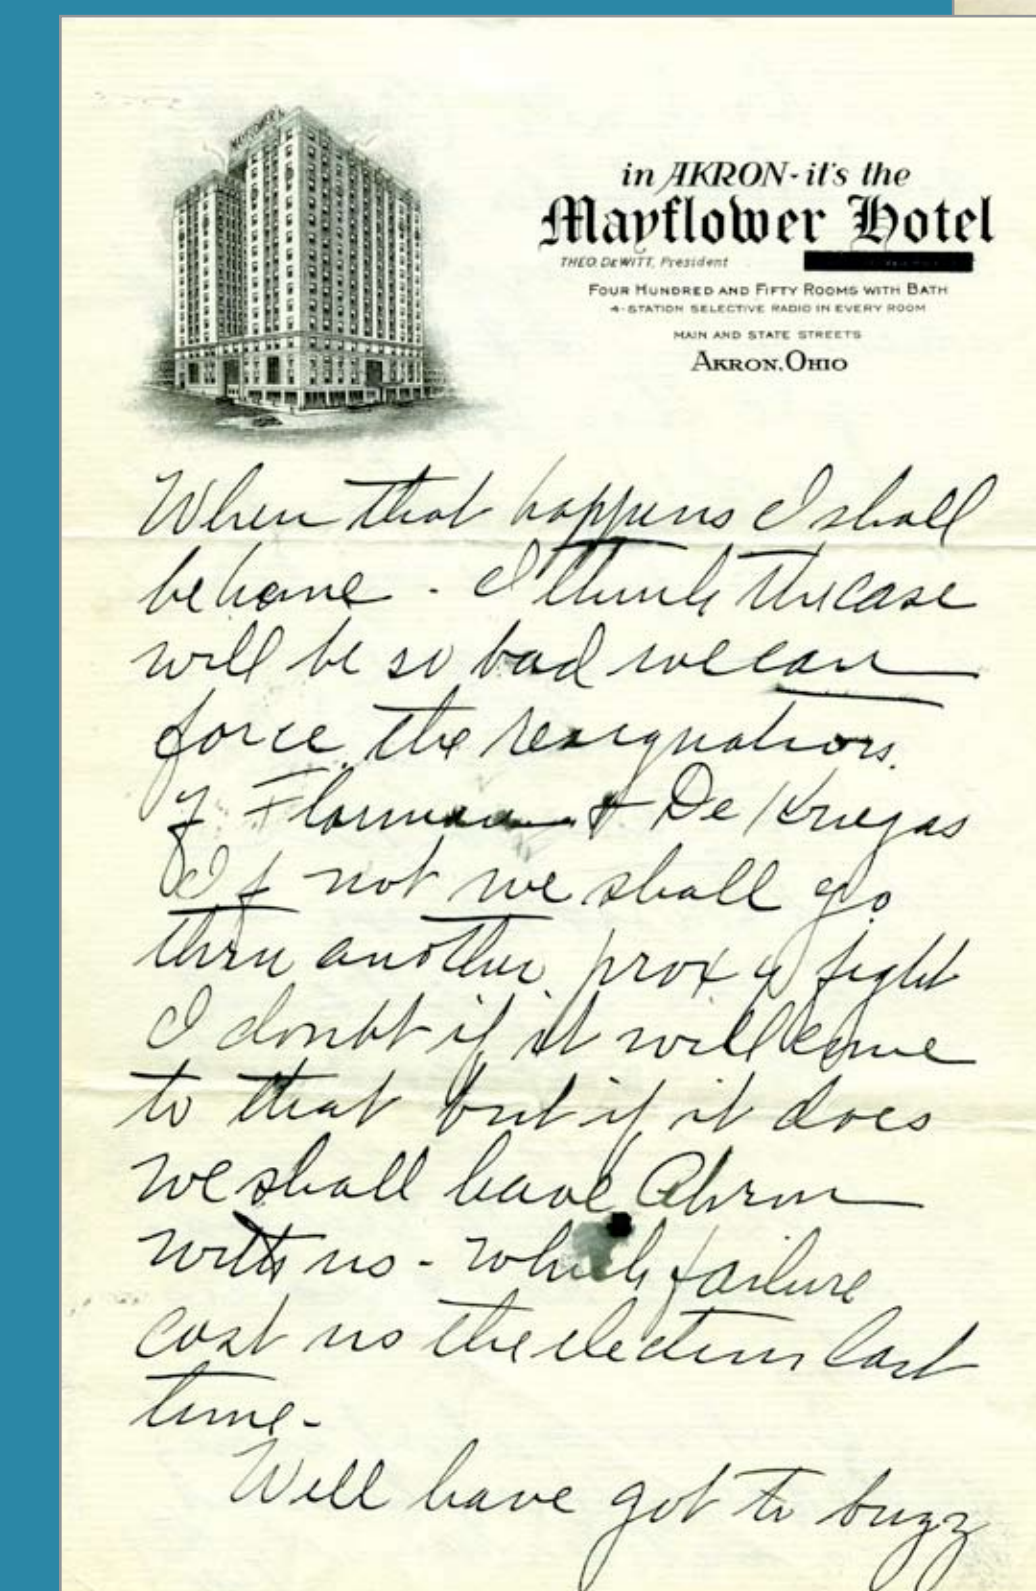 MAYFLOWER
in AKRON-it's the
Mayflower Hotel
THEO. DEWITT, President
FOUR HUNDRED AND FIFTY ROOMS WITH BATH
4-STATION SELECTIVE RADIO IN EVERY ROOM
MAIN AND STATE STREETS
AKRON, OHIO
When that happens I shall
be home - I think the case
will be so bad we can
force the resignations
of & De
If not we shall go
thru another proxy fight
I doubt if it will come
to that but if it does
we shall have Akron
with us - which failure
cost us the election last
time -
Well have got to buzz